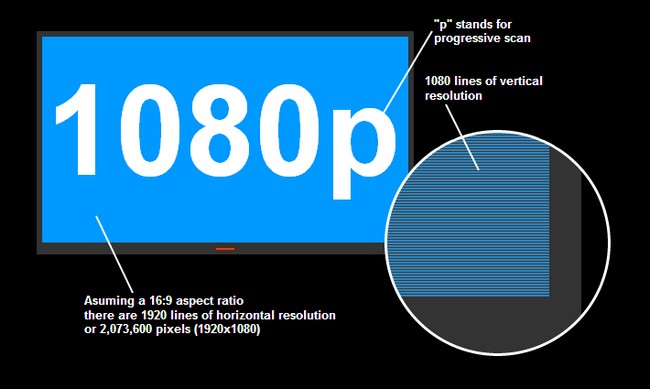 "p" stands for
progressive scan
1080p
1080 lines of vertical
resolution
Asuming a 16:9 aspect ratio
there are 1920 lines of horizontal resolution
or 2,073,600 pixels (1920x1080)